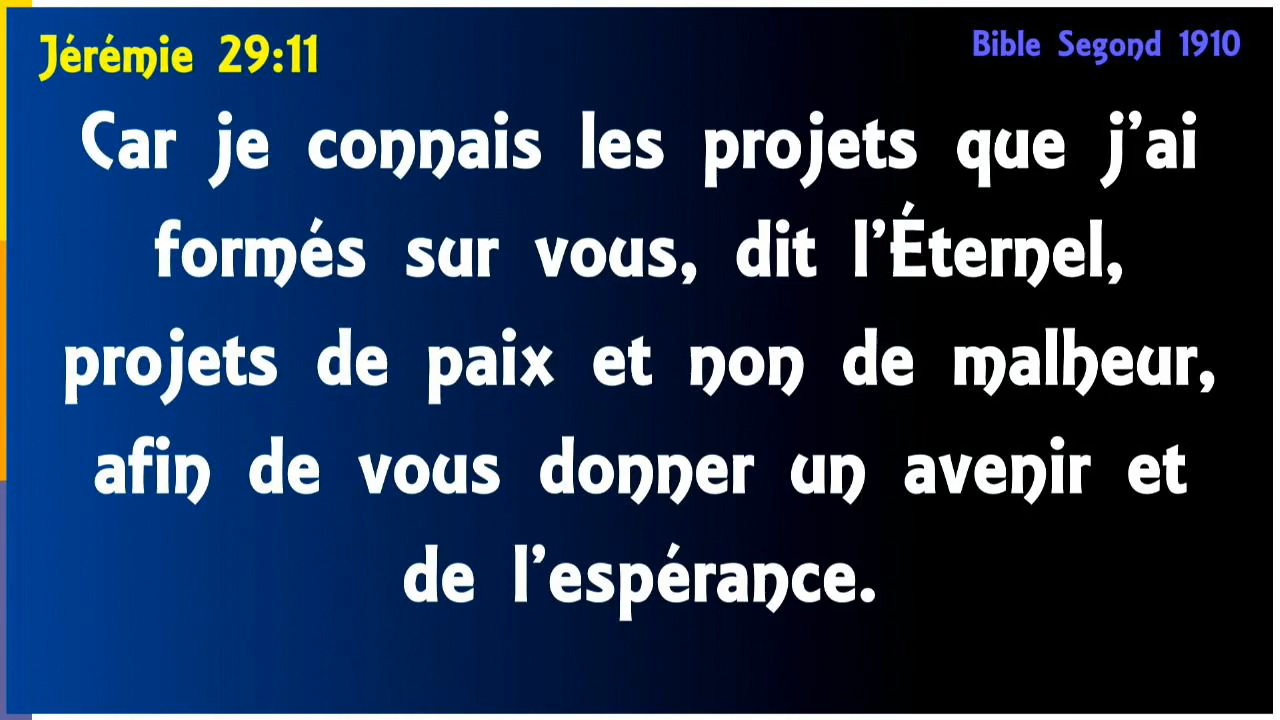 Jérémie 29:11
Bible Segond 1910
Car je connais les projets que j’ai
formés sur vous, dit l’Éternel,
projets de paix et non de malheur,
afin de vous donner un avenir et
de l’espérance.